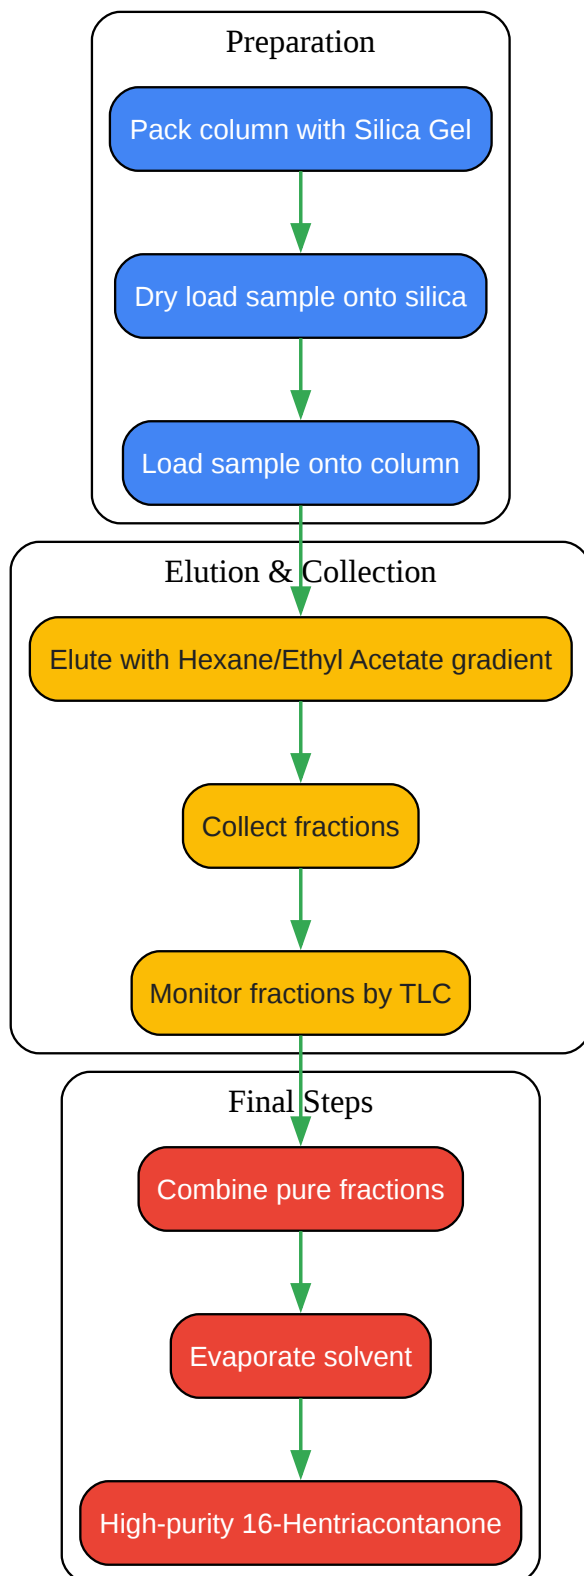 Preparation
Pack column with Silica Gel
Dry load sample onto silica
Load sample onto column
Elution & Collection
Elute with Hexane/Ethyl Acetate gradient
Collect fractions
Monitor fractions by TLC
Final Steps
Combine pure fractions
Evaporate solvent
High-purity 16-Hentriacontanone